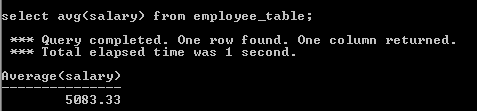 select avg(salary) from employee_table;
*** Query completed. One row found. One column returned.
*** Total elapsed time was 1 second.
Average(salary)
---------------
5083.33